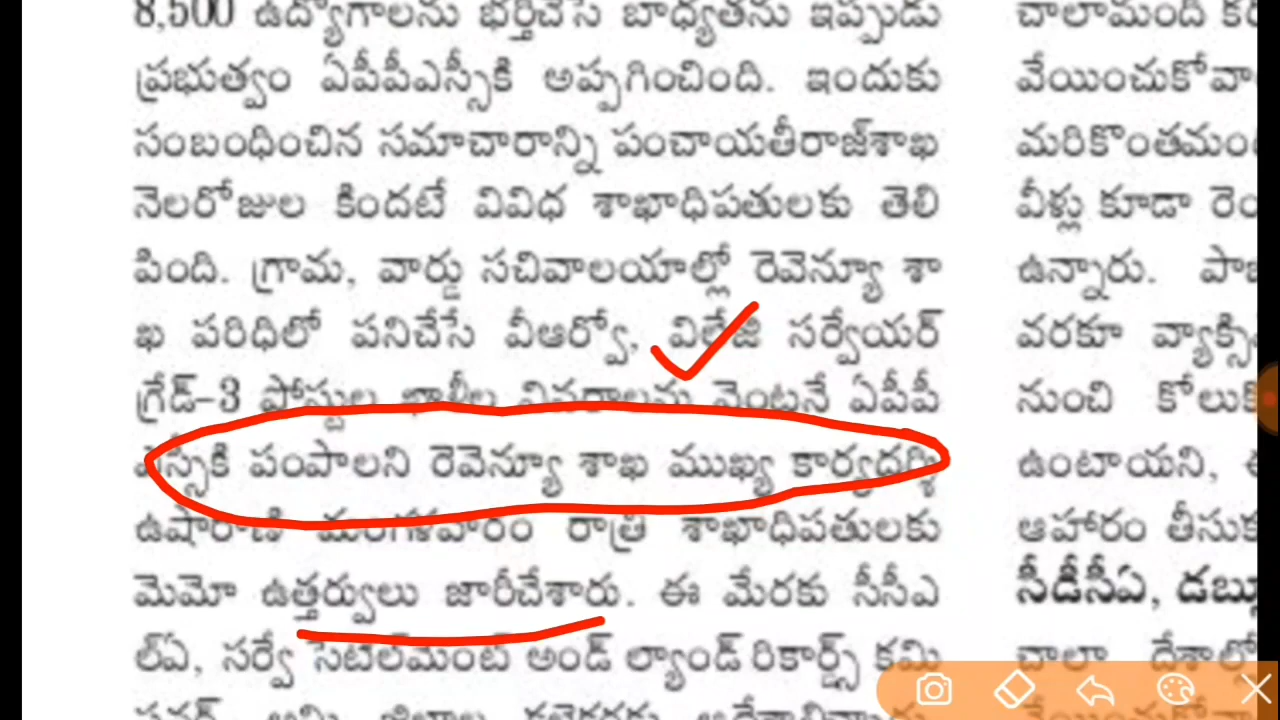 8,500 ఉద్యోగాలను భర్తీచేసే బాధ్యతను ఇప్పుడు
ప్రభుత్వం ఏపీపీఎస్సీకి అప్పగించింది. ఇందుకు
సంబంధించిన సమాచారాన్ని పంచాయతీరాజ్‌శాఖ
నెలరోజుల కిందటే వివిధ శాఖాధిపతులకు తెలి
పింది. గ్రామ, వార్డు సచివాలయాల్లో రెవెన్యూ శా
ఖ పరిధిలో పనిచేసే వీఆర్వో, విలేజి సర్వేయర్
గ్రేడ్-3 పోస్టుల ఖాళీల వివరాలను వెంటనే ఏపీపీ
ఎస్సీకి పంపాలని రెవెన్యూ శాఖ ముఖ్య కార్యదర్శి
ఉషారాణి మంగళవారం రాత్రి శాఖాధిపతులకు
మెమో ఉత్తర్వులు జారీచేశారు. ఈ మేరకు సీసీఎ
ల్ఏ, సర్వే సెటిల్‌మెంట్ అండ్ ల్యాండ్ రికార్డ్స్ కమి
చాలామంది
వేయించుకోవా
మరికొంతమంది
వీళ్లు కూడా
ఉన్నారు.
వరకూ
నుంచి
ఉంటాయని,
ఆహారం
సీడీసీఏ,
చాలా